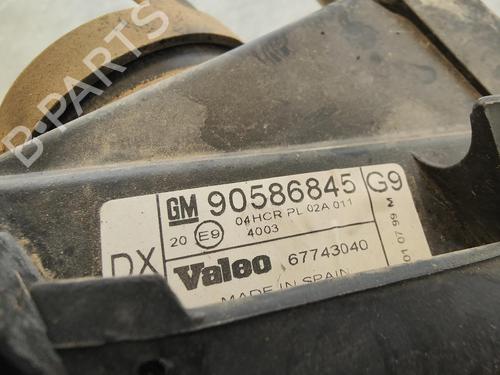 B-PARTS
GM 90586845 G9
04HCR PL 02A 011
20 E9 4003
DX
Valeo 67743040
MADE IN SPAIN
01 07 99 M